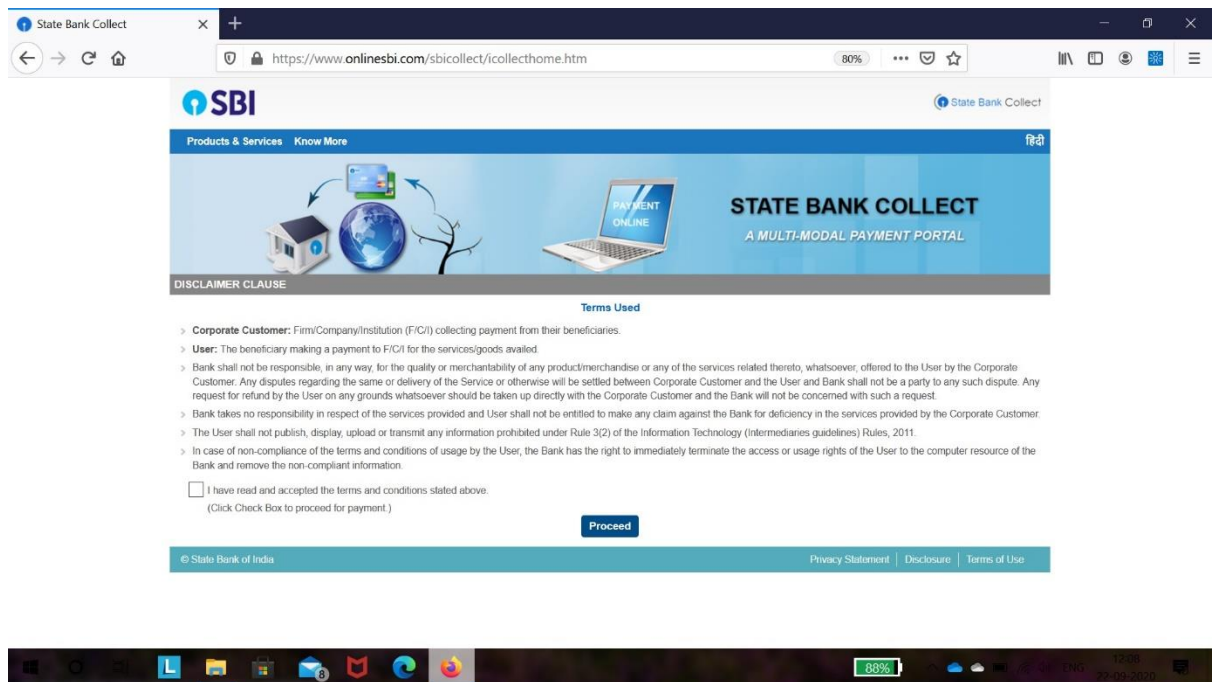 State Bank Collect
https://www.onlinesbi.com/sbicollect/icollecthome.htm
80%
SBI
State Bank Collect
Products & Services Know More
हिंदी
PAYMENT
ONLINE
STATE BANK COLLECT
A MULTI-MODAL PAYMENT PORTAL
DISCLAIMER CLAUSE
Terms Used
Corporate Customer: Firm/Company/Institution (F/C/I) collecting payment from their beneficiaries.
User: The beneficiary making a payment to F/C/I for the services/goods availed.
Bank shall not be responsible, in any way, for the quality or merchantability of any product/merchandise or any of the services related thereto, whatsoever, offered to the User by the Corporate
Customer. Any disputes regarding the same or delivery of the Service or otherwise will be settled between Corporate Customer and the User and Bank shall not be a party to any such dispute. Any
request for refund by the User on any grounds whatsoever should be taken up directly with the Corporate Customer and the Bank will not be concerned with such a request.
Bank takes no responsibility in respect of the services provided and User shall not be entitled to make any claim against the Bank for deficiency in the services provided by the Corporate Customer.
The User shall not publish, display, upload or transmit any information prohibited under Rule 3(2) of the Information Technology (Intermediaries guidelines) Rules, 2011.
In case of non-compliance of the terms and conditions of usage by the User, the Bank has the right to immediately terminate the access or usage rights of the User to the computer resource of the
Bank and remove the non-compliant information.
I have read and accepted the terms and conditions stated above.
(Click Check Box to proceed for payment.)
Proceed
© State Bank of India
Privacy Statement | Disclosure | Terms of Use
L
8
88%
ENG
12:08
22-09-2020